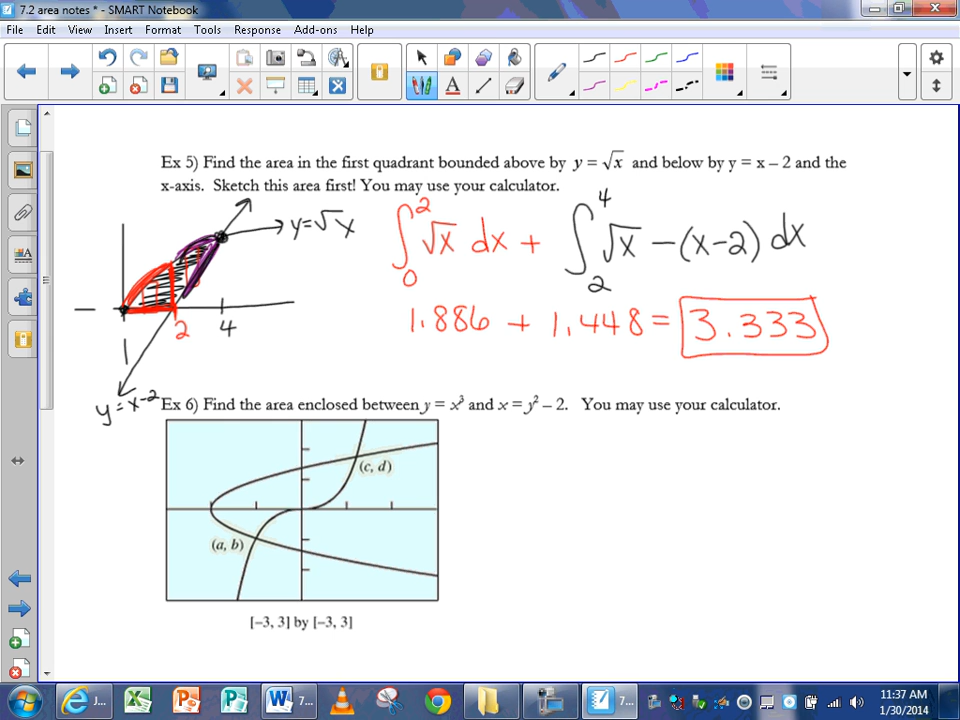 7.2 area notes * - SMART Notebook
File Edit View Insert Format Tools Response Add-ons Help
Ex 5) Find the area in the first quadrant bounded above by y = √x and below by y = x – 2 and the
x-axis. Sketch this area first! You may use your calculator.
y=√x
2
4
y=x-2
∫₀² √x dx + ∫₂⁴ √x -(x-2) dx
1.886 + 1.448 = 3.333
Ex 6) Find the area enclosed between y = x³ and x = y² – 2. You may use your calculator.
(c, d)
(a, b)
[–3, 3] by [–3, 3]
J...
7...
7...
11:37 AM
1/30/2014